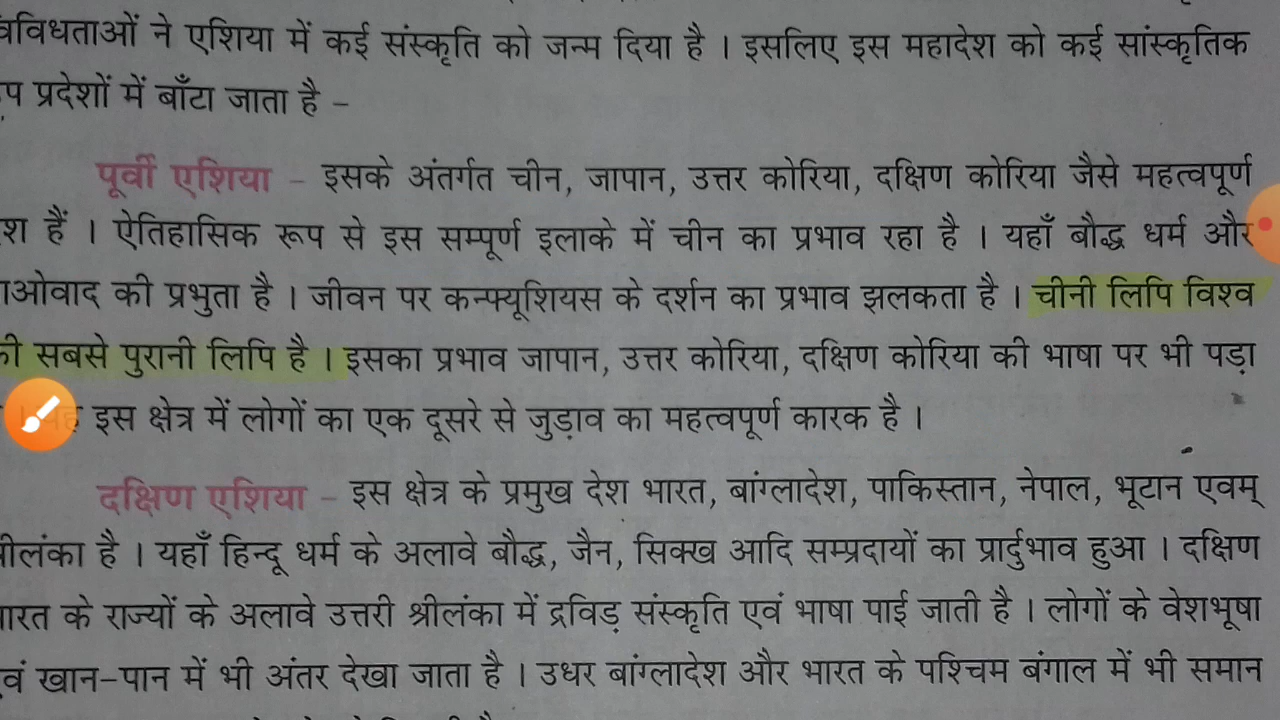 विविधताओं ने एशिया में कई संस्कृति को जन्म दिया है । इसलिए इस महादेश को कई सांस्कृतिक
प प्रदेशों में बाँटा जाता है –
पूर्वी एशिया – इसके अंतर्गत चीन, जापान, उत्तर कोरिया, दक्षिण कोरिया जैसे महत्वपूर्ण
श हैं । ऐतिहासिक रूप से इस सम्पूर्ण इलाके में चीन का प्रभाव रहा है । यहाँ बौद्ध धर्म और
ाओवाद की प्रभुता है । जीवन पर कन्फ्यूशियस के दर्शन का प्रभाव झलकता है । चीनी लिपि विश्व
की सबसे पुरानी लिपि है । इसका प्रभाव जापान, उत्तर कोरिया, दक्षिण कोरिया की भाषा पर भी पड़ा
। यह इस क्षेत्र में लोगों का एक दूसरे से जुड़ाव का महत्वपूर्ण कारक है ।
दक्षिण एशिया – इस क्षेत्र के प्रमुख देश भारत, बांग्लादेश, पाकिस्तान, नेपाल, भूटान एवम्
ीलंका है । यहाँ हिन्दू धर्म के अलावे बौद्ध, जैन, सिक्ख आदि सम्प्रदायों का प्रार्दुभाव हुआ । दक्षिण
ारत के राज्यों के अलावे उत्तरी श्रीलंका में द्रविड़ संस्कृति एवं भाषा पाई जाती है । लोगों के वेशभूषा
वं खान-पान में भी अंतर देखा जाता है । उधर बांग्लादेश और भारत के पश्चिम बंगाल में भी समान